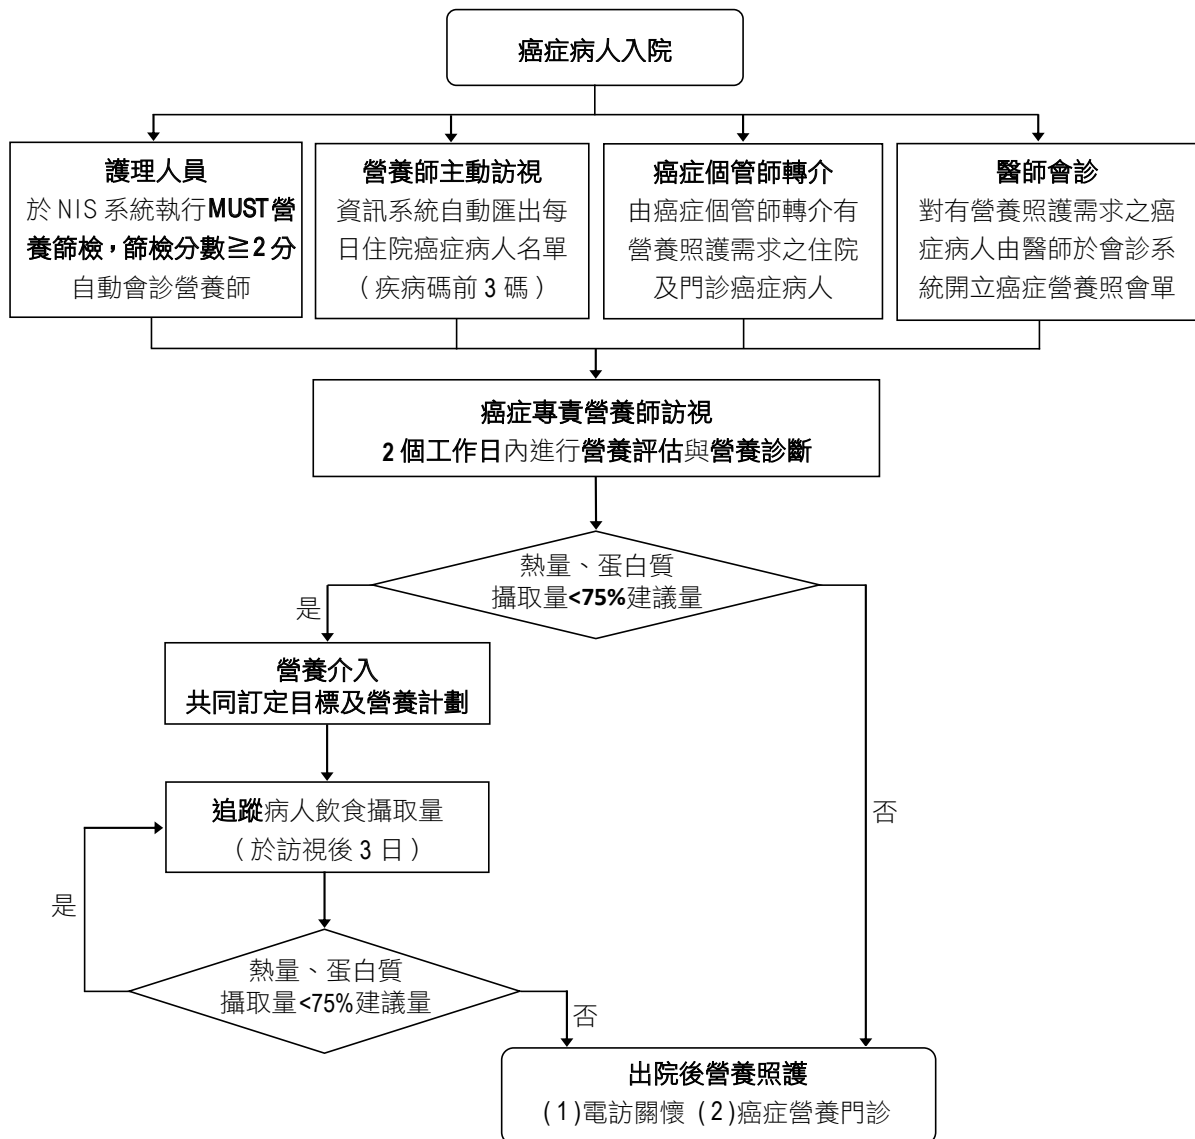 癌症病人入院
護理人員
於 NIS 系統執行MUST營
養篩檢，篩檢分數≧2 分
自動會診營養師
營養師主動訪視
資訊系統自動匯出每
日住院癌症病人名單
（疾病碼前 3 碼）
癌症個管師轉介
由癌症個管師轉介有
營養照護需求之住院
及門診癌症病人
醫師會診
對有營養照護需求之癌
症病人由醫師於會診系
統開立癌症營養照會單
癌症專責營養師訪視
2 個工作日內進行營養評估與營養診斷
熱量、蛋白質
攝取量<75%建議量
是
否
營養介入
共同訂定目標及營養計劃
追蹤病人飲食攝取量
（於訪視後 3 日）
是
熱量、蛋白質
攝取量<75%建議量
否
出院後營養照護
(1)電訪關懷 (2)癌症營養門診